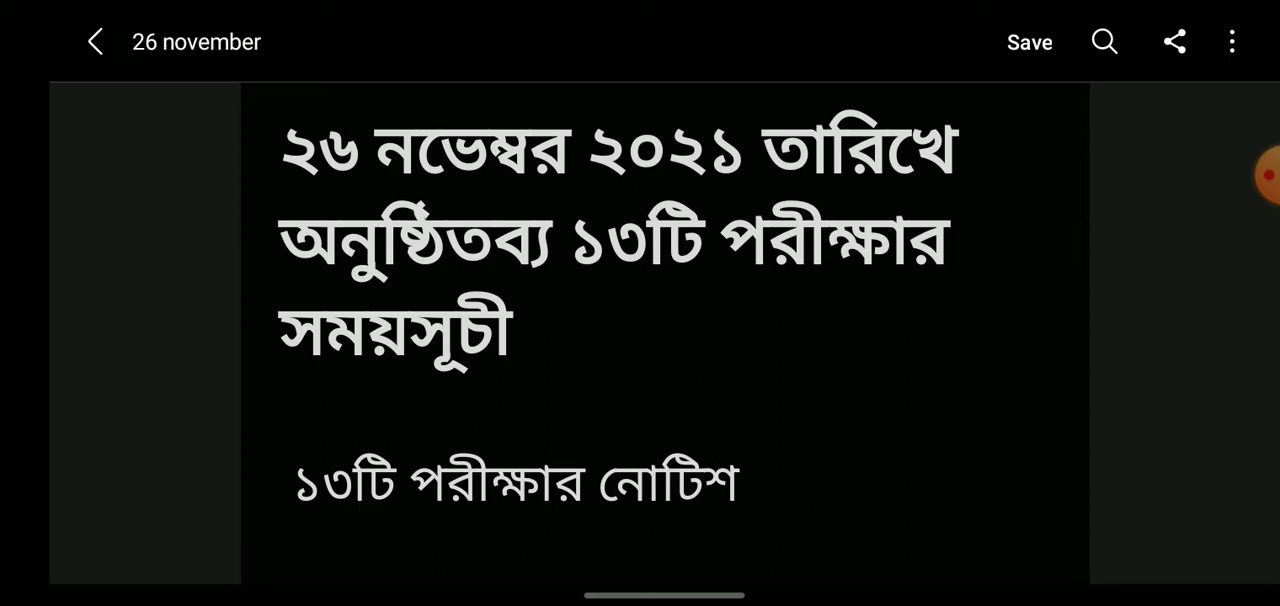 26 november
Save
২৬ নভেম্বর ২০২১ তারিখে
অনুষ্ঠিতব্য ১৩টি পরীক্ষার
সময়সূচী
১৩টি পরীক্ষার নোটিশ